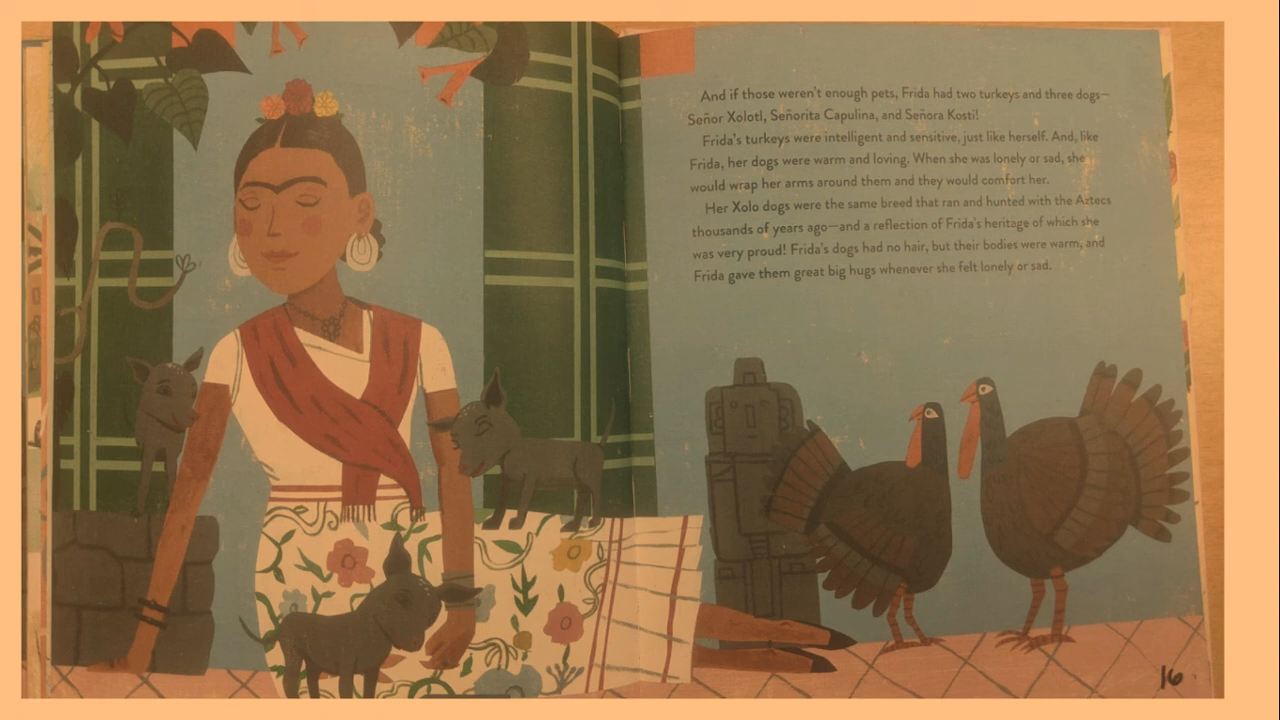 And if those weren't enough pets, Frida had two turkeys and three dogs—
Señor Xolotl, Señorita Capulina, and Señora Kosti!
Frida's turkeys were intelligent and sensitive, just like herself. And, like
Frida, her dogs were warm and loving. When she was lonely or sad, she
would wrap her arms around them and they would comfort her.
Her Xolo dogs were the same breed that ran and hunted with the Aztecs
thousands of years ago—and a reflection of Frida's heritage of which she
was very proud! Frida's dogs had no hair, but their bodies were warm, and
Frida gave them great big hugs whenever she felt lonely or sad.
16